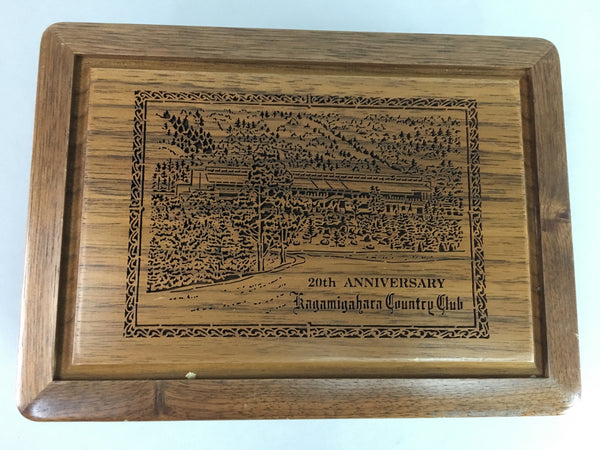 20th ANNIVERSARY
Kagamigahara Country Club